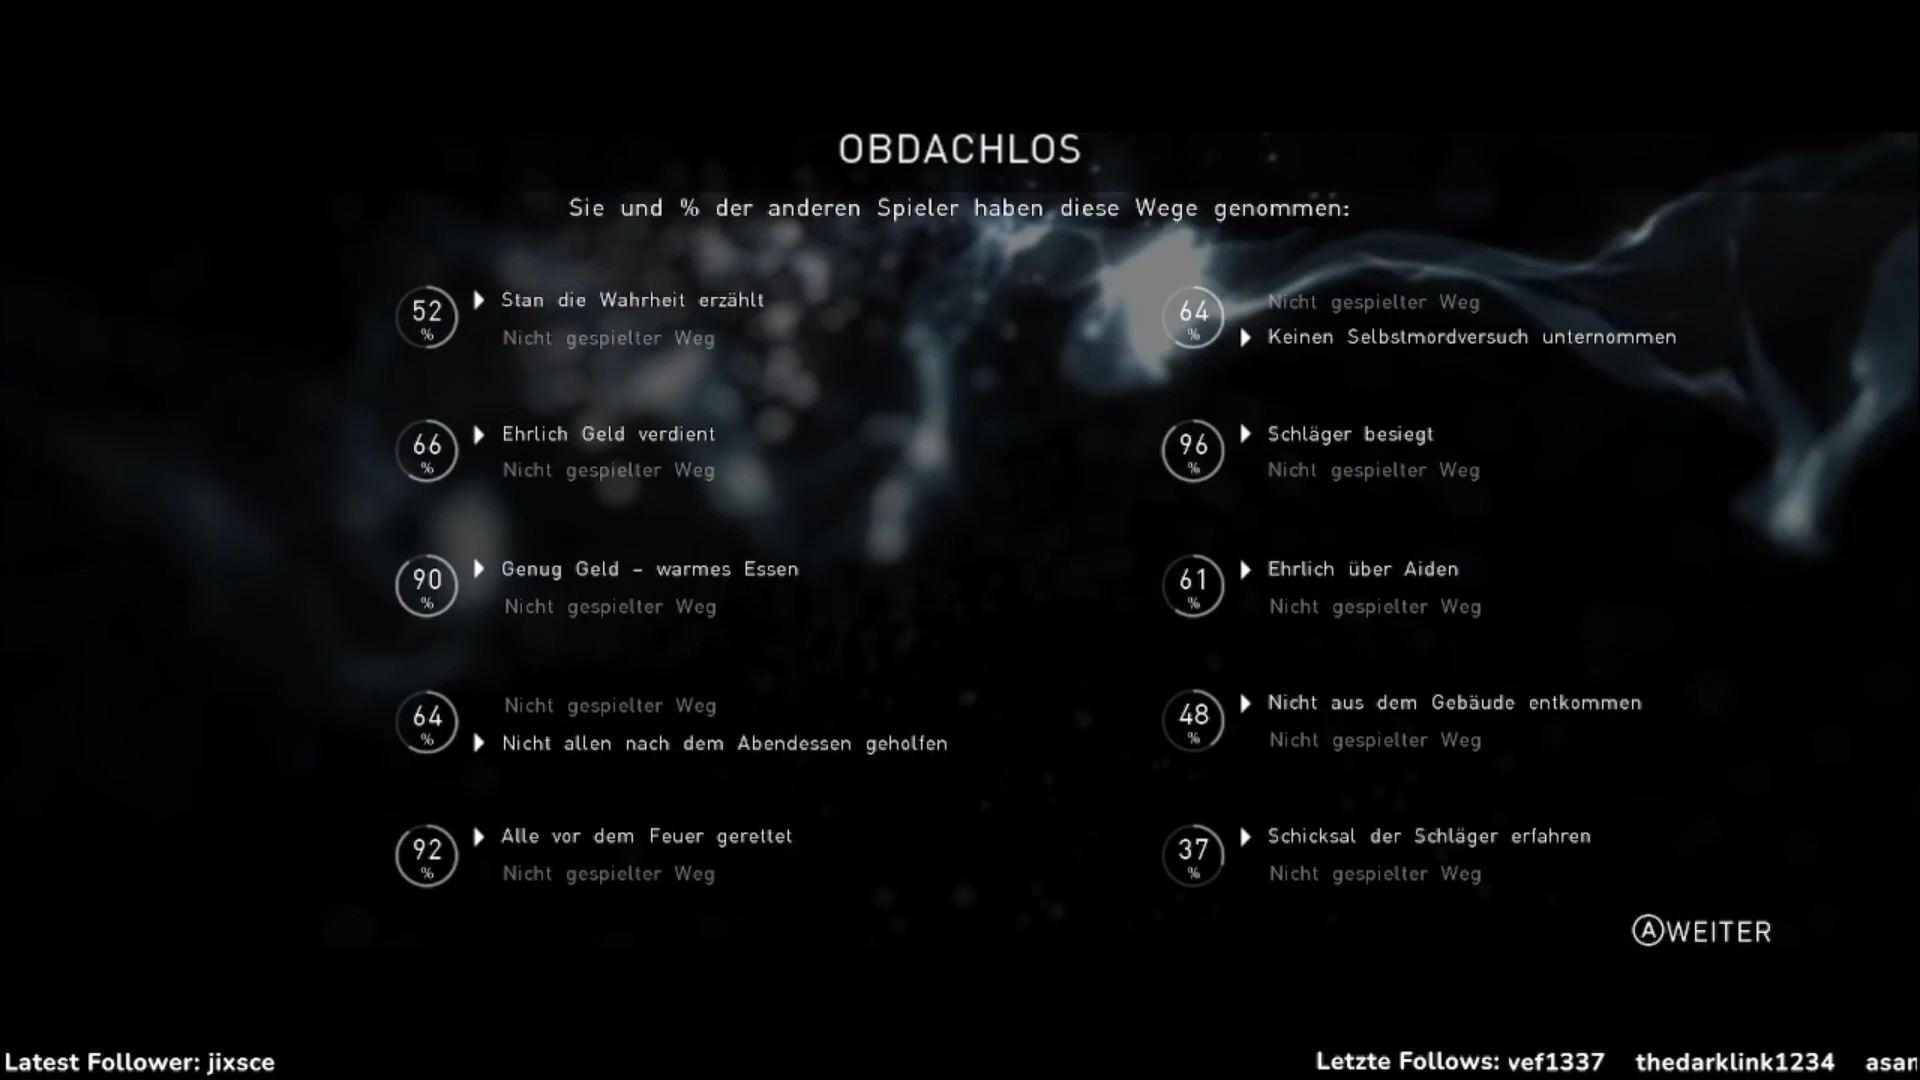 OBDACHLOS
Sie und % der anderen Spieler haben diese Wege genommen:
52 %
Stan die Wahrheit erzählt
Nicht gespielter Weg
66 %
Ehrlich Geld verdient
Nicht gespielter Weg
90 %
Genug Geld - warmes Essen
Nicht gespielter Weg
64 %
Nicht gespielter Weg
Nicht allen nach dem Abendessen geholfen
92 %
Alle vor dem Feuer gerettet
Nicht gespielter Weg
64 %
Nicht gespielter Weg
Keinen Selbstmordversuch unternommen
96 %
Schläger besiegt
Nicht gespielter Weg
61 %
Ehrlich über Aiden
Nicht gespielter Weg
48 %
Nicht aus dem Gebäude entkommen
Nicht gespielter Weg
37 %
Schicksal der Schläger erfahren
Nicht gespielter Weg
A WEITER
Latest Follower: jixsce
Letzte Follows: vef1337 thedarklink1234